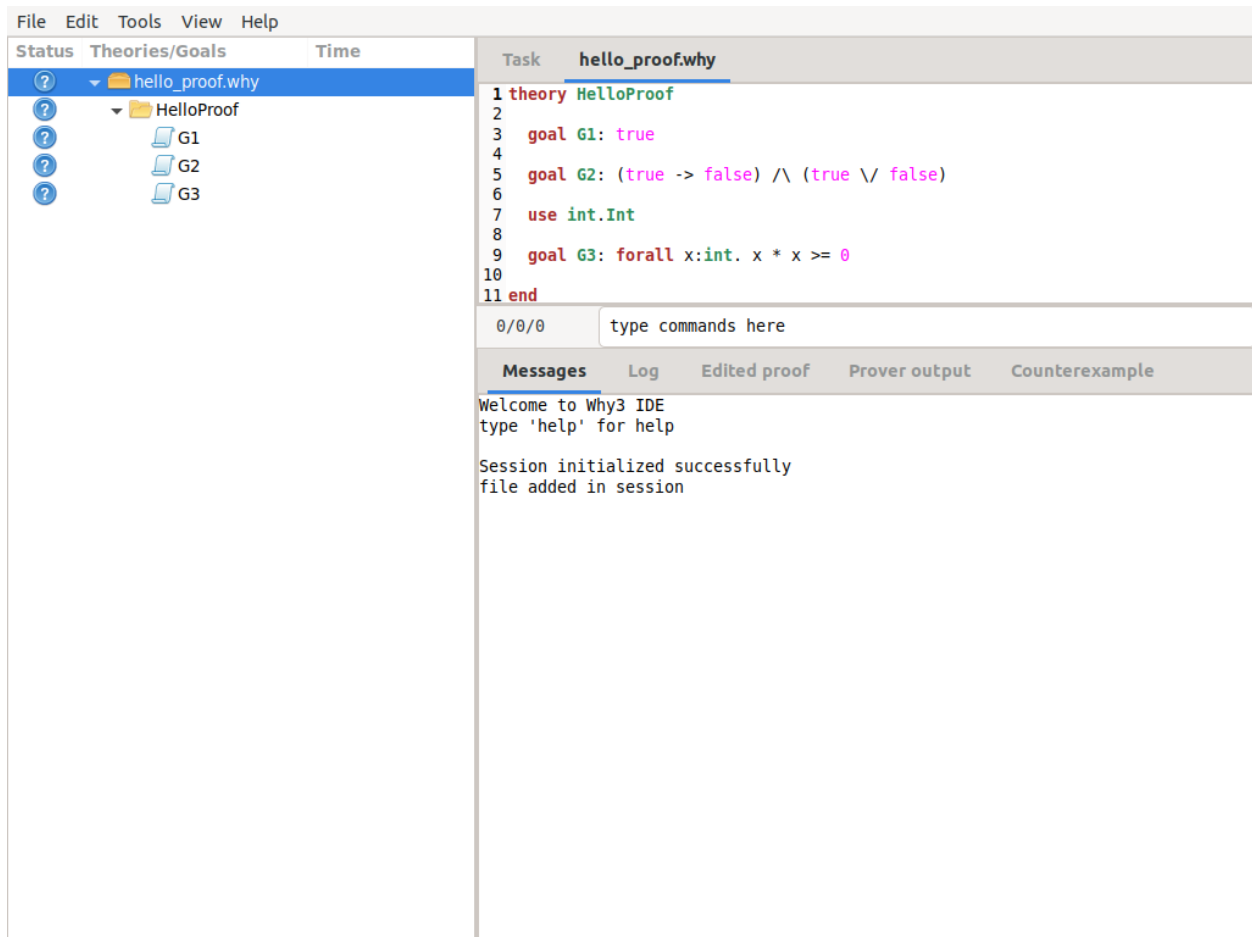 File Edit Tools View Help
Status Theories/Goals Time
hello_proof.why
HelloProof
G1
G2
G3
Task hello_proof.why
1 theory HelloProof
2
3 goal G1: true
4
5 goal G2: (true -> false) /\ (true \/ false)
6
7 use int.Int
8
9 goal G3: forall x:int. x * x >= 0
10
11 end
0/0/0 type commands here
Messages Log Edited proof Prover output Counterexample
Welcome to Why3 IDE
type 'help' for help
Session initialized successfully
file added in session